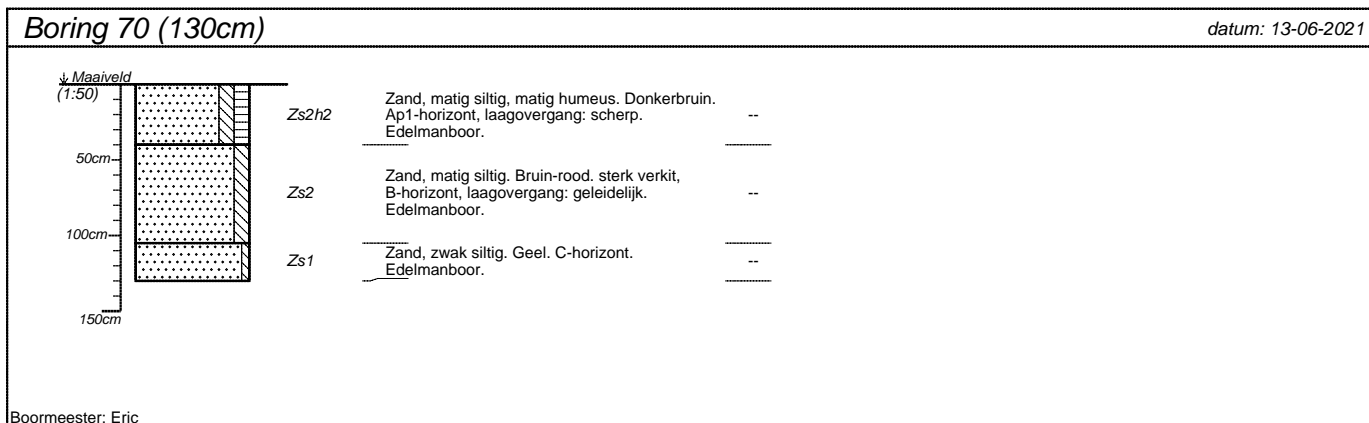 Boring 70 (130cm)
datum: 13-06-2021
Maaiveld
(1:50)
Zs2h2
Zand, matig siltig, matig humeus. Donkerbruin.
Ap1-horizont, laagovergang: scherp.
Edelmanboor.
--
50cm
Zs2
Zand, matig siltig. Bruin-rood. sterk verkit,
B-horizont, laagovergang: geleidelijk.
Edelmanboor.
--
100cm
Zs1
Zand, zwak siltig. Geel. C-horizont.
Edelmanboor.
--
150cm
Boormeester: Eric